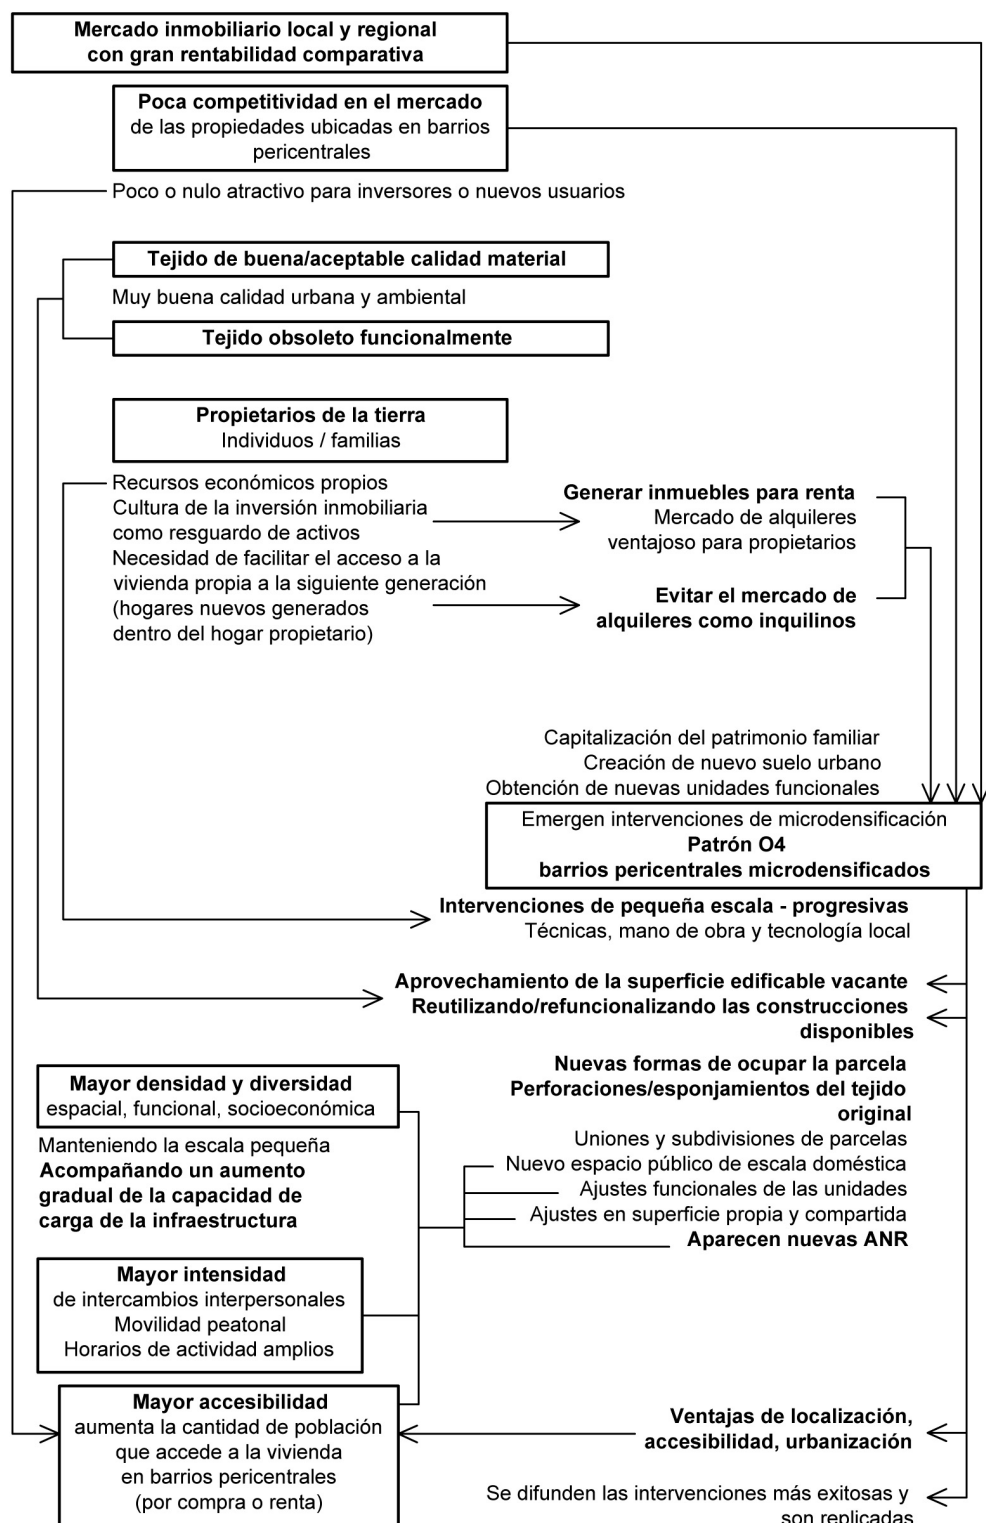 Mercado inmobiliario local y regional
con gran rentabilidad comparativa
Poca competitividad en el mercado
de las propiedades ubicadas en barrios
pericentrales
Poco o nulo atractivo para inversores o nuevos usuarios
Tejido de buena/aceptable calidad material
Muy buena calidad urbana y ambiental
Tejido obsoleto funcionalmente
Propietarios de la tierra
Individuos / familias
Recursos económicos propios
Cultura de la inversión inmobiliaria
como resguardo de activos
Necesidad de facilitar el acceso a la
vivienda propia a la siguiente generación
(hogares nuevos generados
dentro del hogar propietario)
Generar inmuebles para renta
Mercado de alquileres
ventajoso para propietarios
Evitar el mercado de
alquileres como inquilinos
Capitalización del patrimonio familiar
Creación de nuevo suelo urbano
Obtención de nuevas unidades funcionales
Emergen intervenciones de microdensificación
Patrón O4
barrios pericentrales microdensificados
Intervenciones de pequeña escala - progresivas
Técnicas, mano de obra y tecnología local
Aprovechamiento de la superficie edificable vacante
Reutilizando/refuncionalizando las construcciones
disponibles
Nuevas formas de ocupar la parcela
Perforaciones/esponjamientos del tejido
original
Uniones y subdivisiones de parcelas
Nuevo espacio público de escala doméstica
Ajustes funcionales de las unidades
Ajustes en superficie propia y compartida
Aparecen nuevas ANR
Mayor densidad y diversidad
espacial, funcional, socioeconómica
Manteniendo la escala pequeña
Acompañando un aumento
gradual de la capacidad de
carga de la infraestructura
Mayor intensidad
de intercambios interpersonales
Movilidad peatonal
Horarios de actividad amplios
Mayor accesibilidad
aumenta la cantidad de población
que accede a la vivienda
en barrios pericentrales
(por compra o renta)
Ventajas de localización,
accesibilidad, urbanización
Se difunden las intervenciones más exitosas y
son replicadas